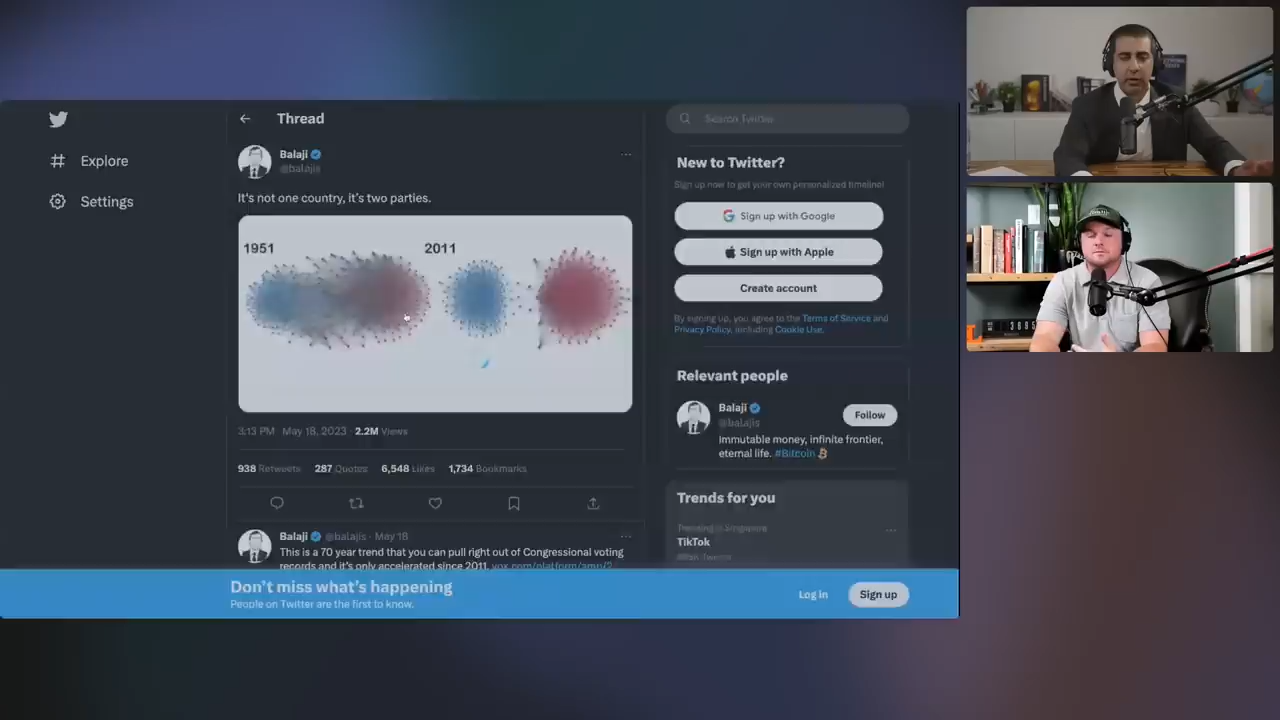 Thread
Search Twitter
Explore
Settings
Balaji
@balajis
It's not one country, it's two parties.
1951
2011
3:13 PM May 18, 2023 2.2M Views
938 Retweets 287 Quotes 6,548 Likes 1,734 Bookmarks
Balaji @balajis · May 18
This is a 70 year trend that you can pull right out of Congressional voting
records and it's only accelerated since 2011. vox.com/platform/amp/2…
New to Twitter?
Sign up now to get your own personalized timeline!
Sign up with Google
Sign up with Apple
Create account
By signing up, you agree to the Terms of Service and
Privacy Policy, including Cookie Use.
Relevant people
Balaji
@balajis
Follow
Immutable money, infinite frontier,
eternal life. #Bitcoin
Trends for you
Trending in Singapore
TikTok
Don't miss what's happening
People on Twitter are the first to know.
Log in
Sign up